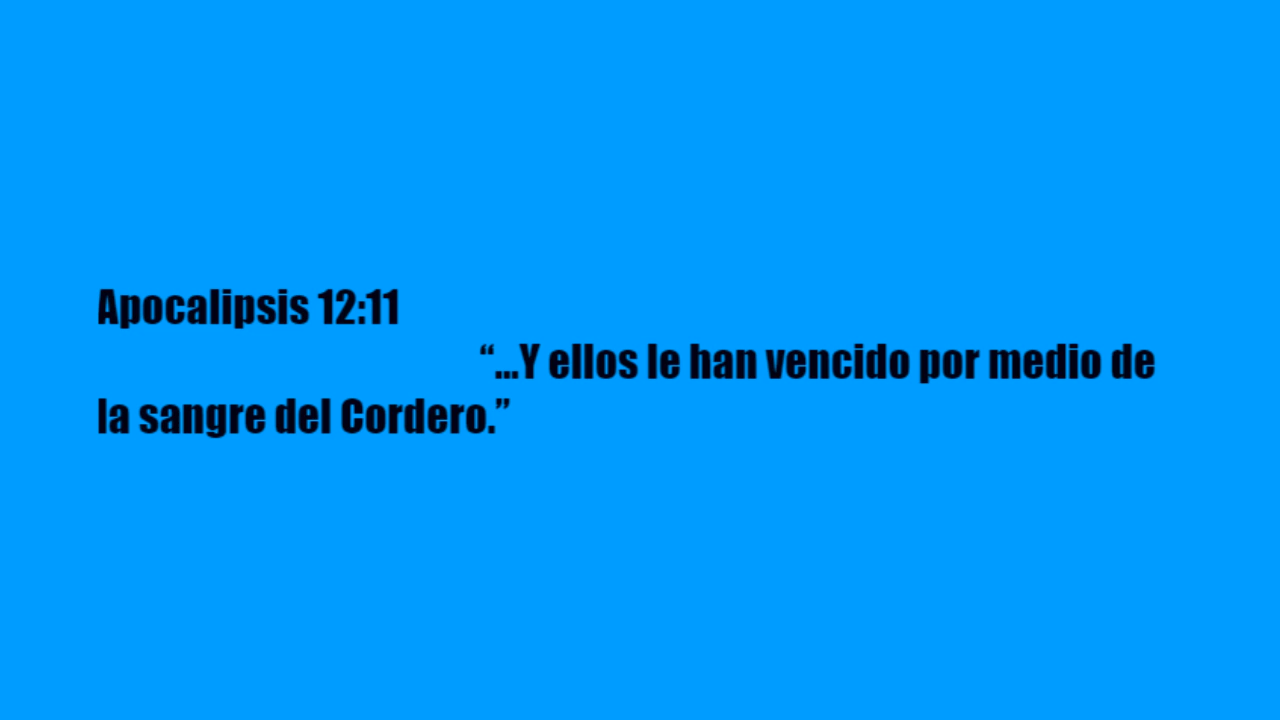 Apocalipsis 12:11
“...Y ellos le han vencido por medio de
la sangre del Cordero.”